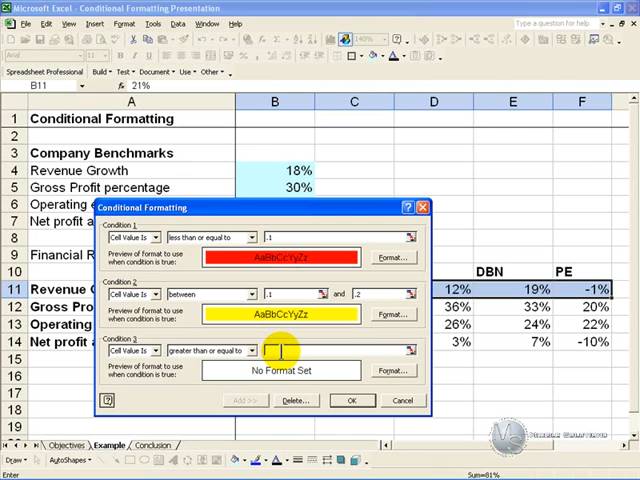 Microsoft Excel - Conditional Formatting Presentation
File Edit View Insert Format Tools Data Window Help
Type a question for help
Arial 11 140%
Spreadsheet Professional Build Test Document Use Other
B11 fx 21%
A B C D E F
1 Conditional Formatting
2
3 Company Benchmarks
4 Revenue Growth 18%
5 Gross Profit percentage 30%
6 Operating
7 Net profit a
8
9 Financial R
10 DBN PE
11 Revenue G 12% 19% -1%
12 Gross Pro 36% 33% 20%
13 Operating 26% 24% 22%
14 Net profit a 3% 7% -10%
15
16
17
18
19
Conditional Formatting
Condition 1
Cell Value Is less than or equal to .1
Preview of format to use when condition is true:
AaBbCcYyZz
Format...
Condition 2
Cell Value Is between .1 and .2
Preview of format to use when condition is true:
AaBbCcYyZz
Format...
Condition 3
Cell Value Is greater than or equal to
Preview of format to use when condition is true:
No Format Set
Format...
Add >> Delete... OK Cancel
Objectives Example Conclusion
Draw AutoShapes
Enter Sum=81%